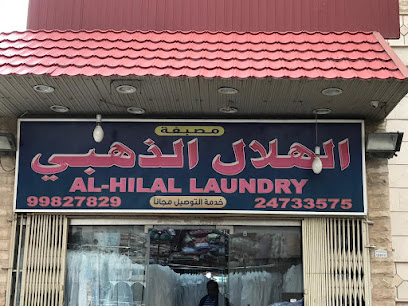 مصبغة
الهلال الذهبي
AL-HILAL LAUNDRY
99827829 خدمة التوصيل مجاناً 24733575